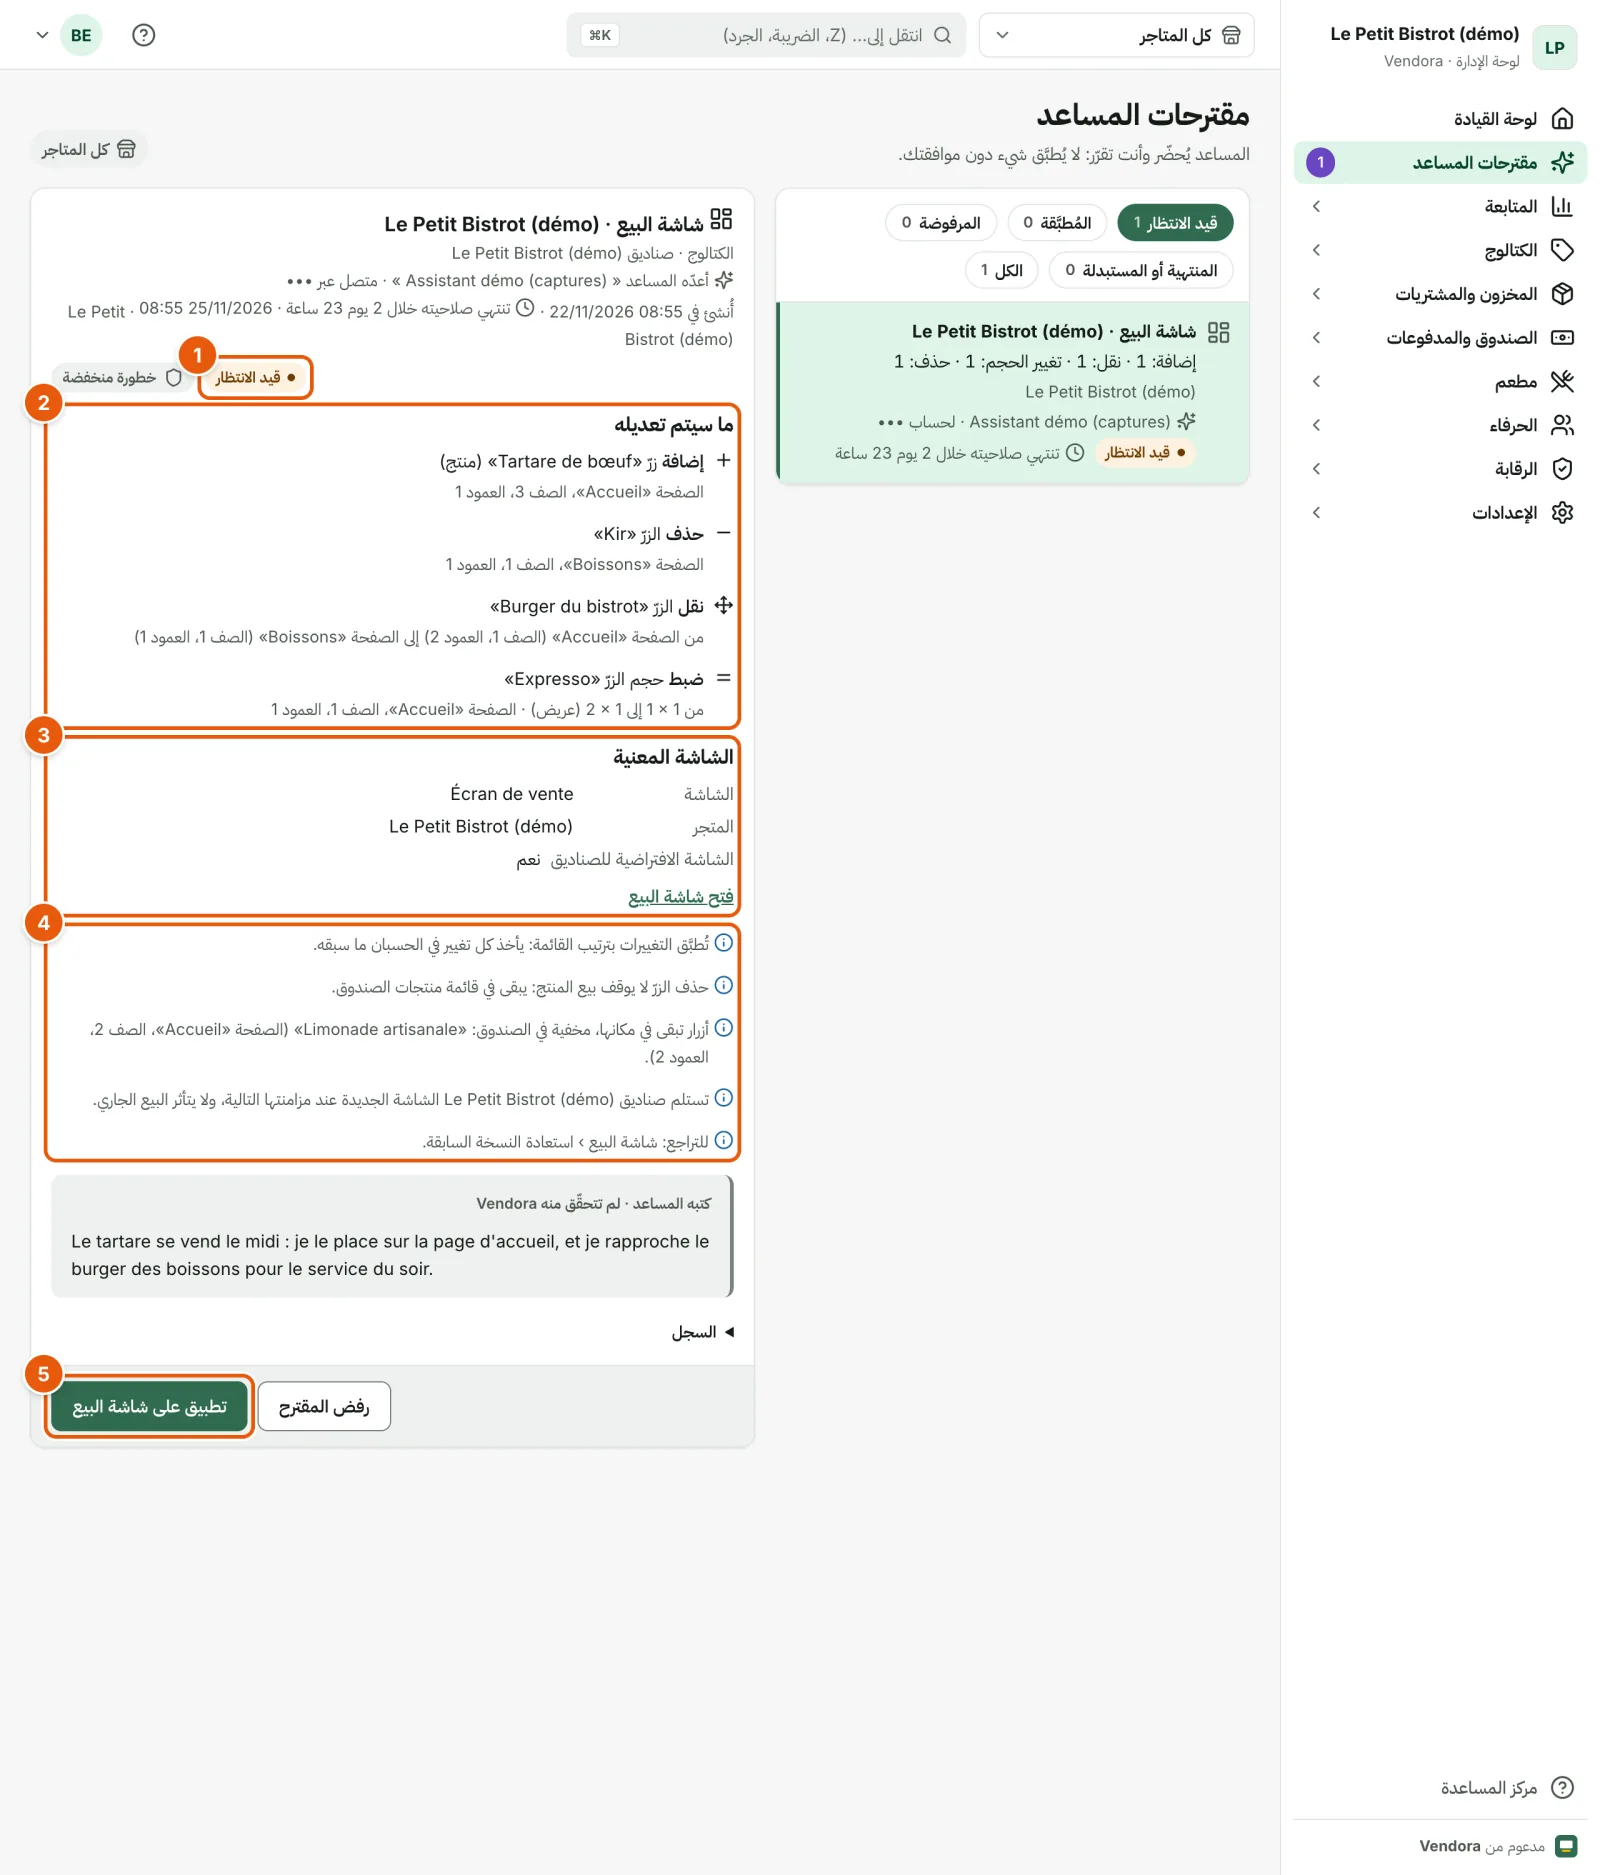 Le Petit Bistrot (démo)
لوحة الإدارة · Vendora
LP
كل المتاجر
انتقل إلى... (Z، الضريبة، الجرد)
⌘K
BE
لوحة القيادة
مقترحات المساعد
1
المتابعة
الكتالوج
المخزون والمشتريات
الصندوق والمدفوعات
مطعم
الحرفاء
الرقابة
الإعدادات
مركز المساعدة
مدعوم من Vendora
مقترحات المساعد
المساعد يُحضّر وأنت تقرّر: لا يُطبَّق شيء دون موافقتك.
كل المتاجر
قيد الانتظار 1
المُطبَّقة 0
المرفوضة 0
المنتهية أو المستبدلة 0
الكل 1
شاشة البيع · Le Petit Bistrot (démo)
إضافة: 1 · نقل: 1 · تغيير الحجم: 1 · حذف: 1
Le Petit Bistrot (démo)
Assistant démo (captures) · لحساب •••
قيد الانتظار
تنتهي صلاحيته خلال 2 يوم 23 ساعة
شاشة البيع · Le Petit Bistrot (démo)
الكتالوج · صناديق Le Petit Bistrot (démo)
أعدّه المساعد « Assistant démo (captures) » · متصل عبر •••
أُنشئ في 22/11/2026 08:55 · تنتهي صلاحيته خلال 2 يوم 23 ساعة · 25/11/2026 08:55 · Le Petit
Bistrot (démo)
1
قيد الانتظار
خطورة منخفضة
2
ما سيتم تعديله
إضافة زرّ «Tartare de bœuf» (منتج)
الصفحة «Accueil»، الصف 3، العمود 1
حذف الزرّ «Kir»
الصفحة «Boissons»، الصف 1، العمود 1
نقل الزرّ «Burger du bistrot»
من الصفحة «Accueil» (الصف 1، العمود 2) إلى الصفحة «Boissons» (الصف 1، العمود 1)
ضبط حجم الزرّ «Expresso»
من 1 × 1 إلى 1 × 2 (عريض) · الصفحة «Accueil»، الصف 1، العمود 1
3
الشاشة المعنية
الشاشة Écran de vente
المتجر Le Petit Bistrot (démo)
الشاشة الافتراضية للصناديق نعم
فتح شاشة البيع
4
تُطبَّق التغييرات بترتيب القائمة: يأخذ كل تغيير في الحسبان ما سبقه.
حذف الزرّ لا يوقف بيع المنتج: يبقى في قائمة منتجات الصندوق.
أزرار تبقى في مكانها، مخفية في الصندوق: «Limonade artisanale» (الصفحة «Accueil»، الصف 2،
العمود 2).
تستلم صناديق Le Petit Bistrot (démo) الشاشة الجديدة عند مزامنتها التالية، ولا يتأثر البيع الجاري.
للتراجع: شاشة البيع › استعادة النسخة السابقة.
كتبه المساعد · لم تتحقّق منه Vendora
Le tartare se vend le midi : je le place sur la page d'accueil, et je rapproche le
burger des boissons pour le service du soir.
السجل
5
رفض المقترح
تطبيق على شاشة البيع